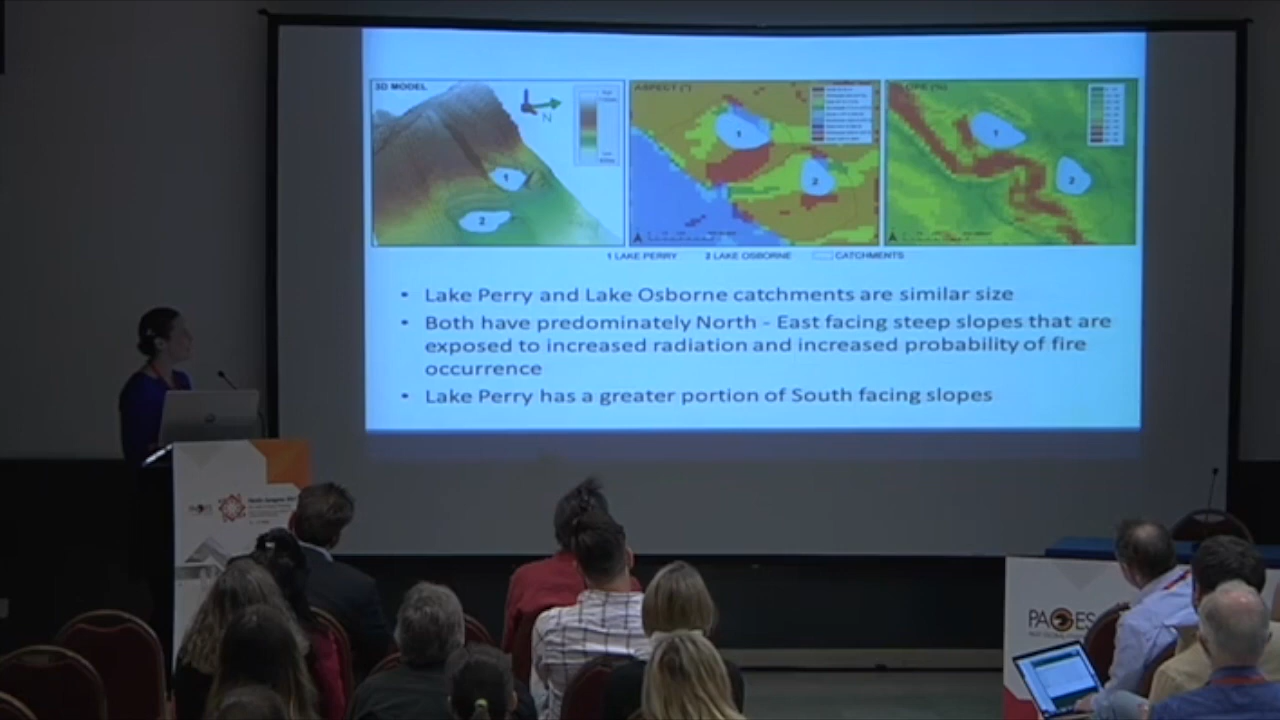 3D MODEL
N
1
2
ASPECT (°)
1
2
1
2
1 LAKE PERRY 2 LAKE OSBORNE CATCHMENTS
• Lake Perry and Lake Osborne catchments are similar size
• Both have predominately North - East facing steep slopes that are
exposed to increased radiation and increased probability of fire
occurrence
• Lake Perry has a greater portion of South facing slopes
PAGES